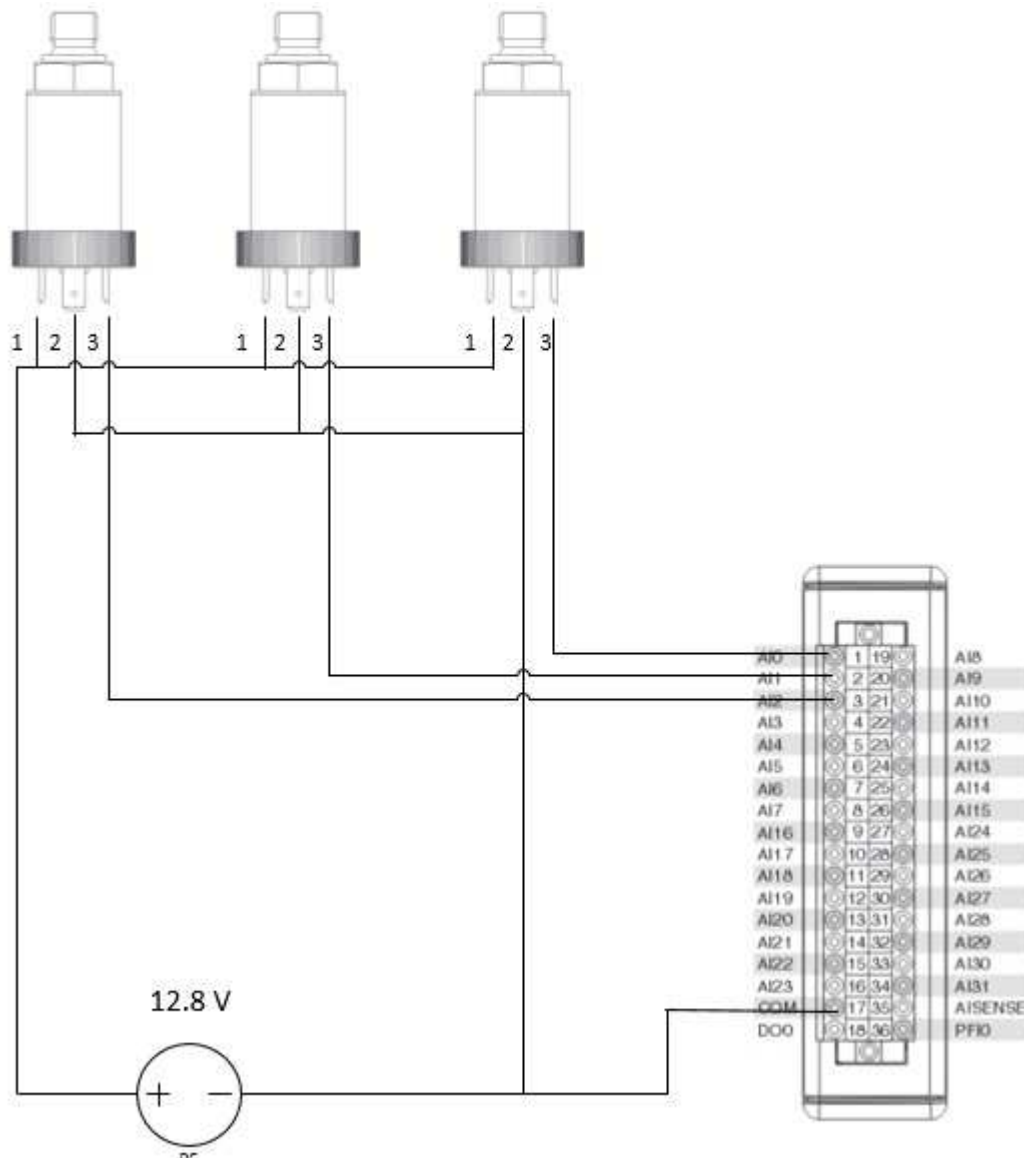 1 2 3 1 2 3 1 2 3
AI0 1 19 AI8
AI1 2 20 AI9
AI2 3 21 AI10
AI3 4 22 AI11
AI4 5 23 AI12
AI5 6 24 AI13
AI6 7 25 AI14
AI7 8 26 AI15
AI16 9 27 AI24
AI17 10 28 AI25
AI18 11 29 AI26
AI19 12 30 AI27
AI20 13 31 AI28
AI21 14 32 AI29
AI22 15 33 AI30
AI23 16 34 AI31
COM 17 35 AISENSE
DO0 18 36 PFI0
12.8 V
+ −